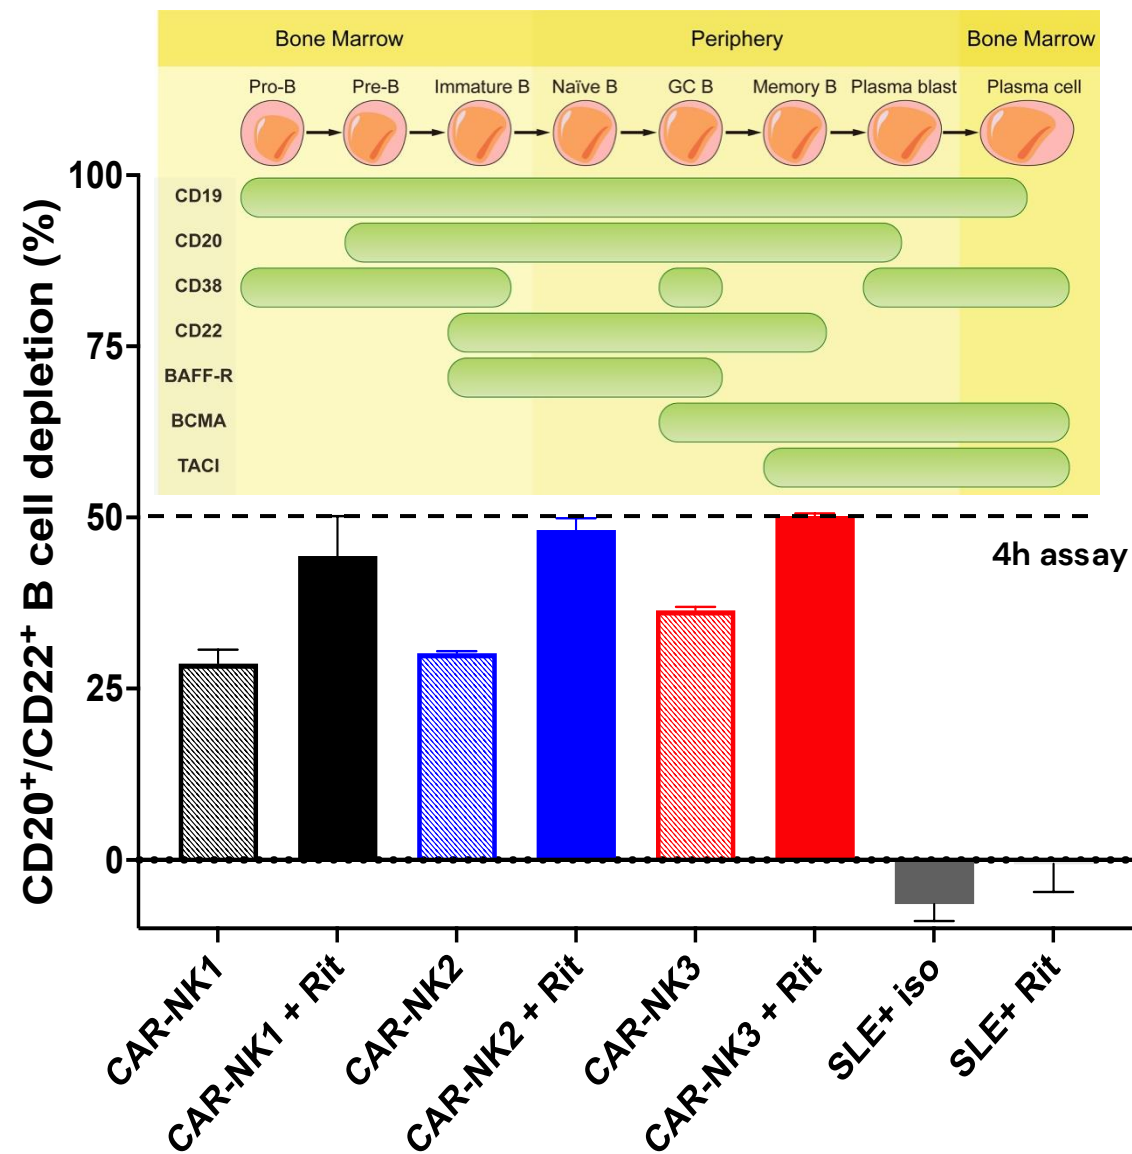 Bone Marrow Periphery Bone Marrow
Pro-B Pre-B Immature B Naïve B GC B Memory B Plasma blast Plasma cell
CD19
CD20
CD38
CD22
BAFF-R
BCMA
TACI
CD20⁺/CD22⁺ B cell depletion (%)
100
75
50
25
0
4h assay
CAR-NK1
CAR-NK1 + Rit
CAR-NK2
CAR-NK2 + Rit
CAR-NK3
CAR-NK3 + Rit
SLE+ iso
SLE+ Rit